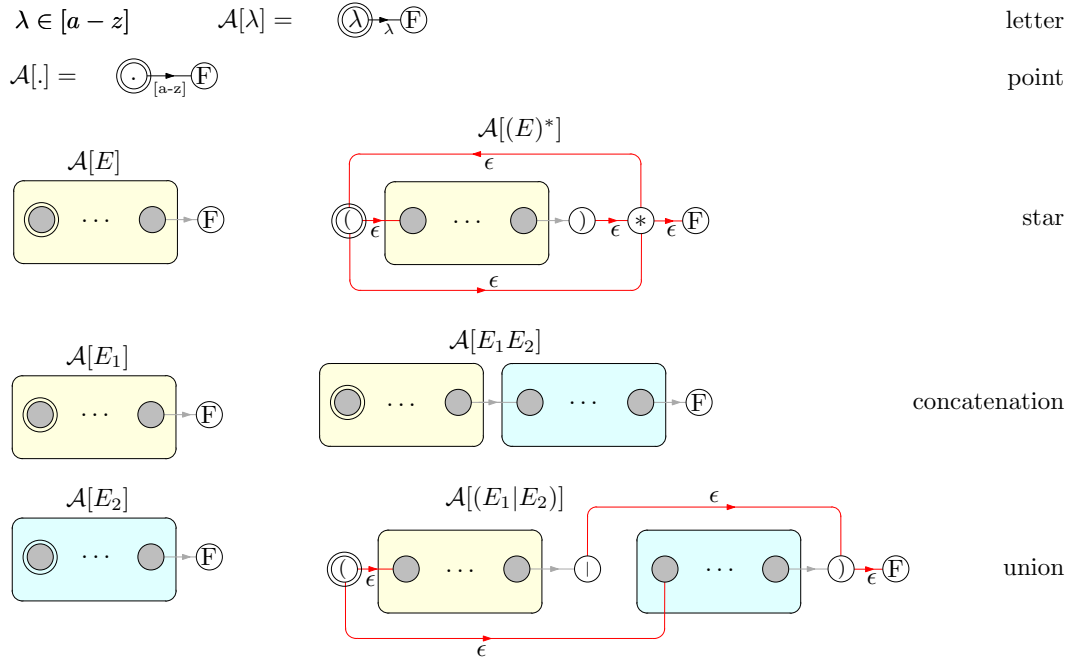 λ ∈ [a − z] A[λ] = λ λ F letter
A[.] = . [a-z] F point
A[(E)*]
A[E]
ϵ
· · · F ( ϵ · · · ) ϵ * ϵ F star
ϵ
A[E₁] A[E₁E₂]
· · · F · · · · · · F concatenation
A[E₂] A[(E₁|E₂)] ϵ
· · · F ( ϵ · · · | · · · ) ϵ F union
ϵ